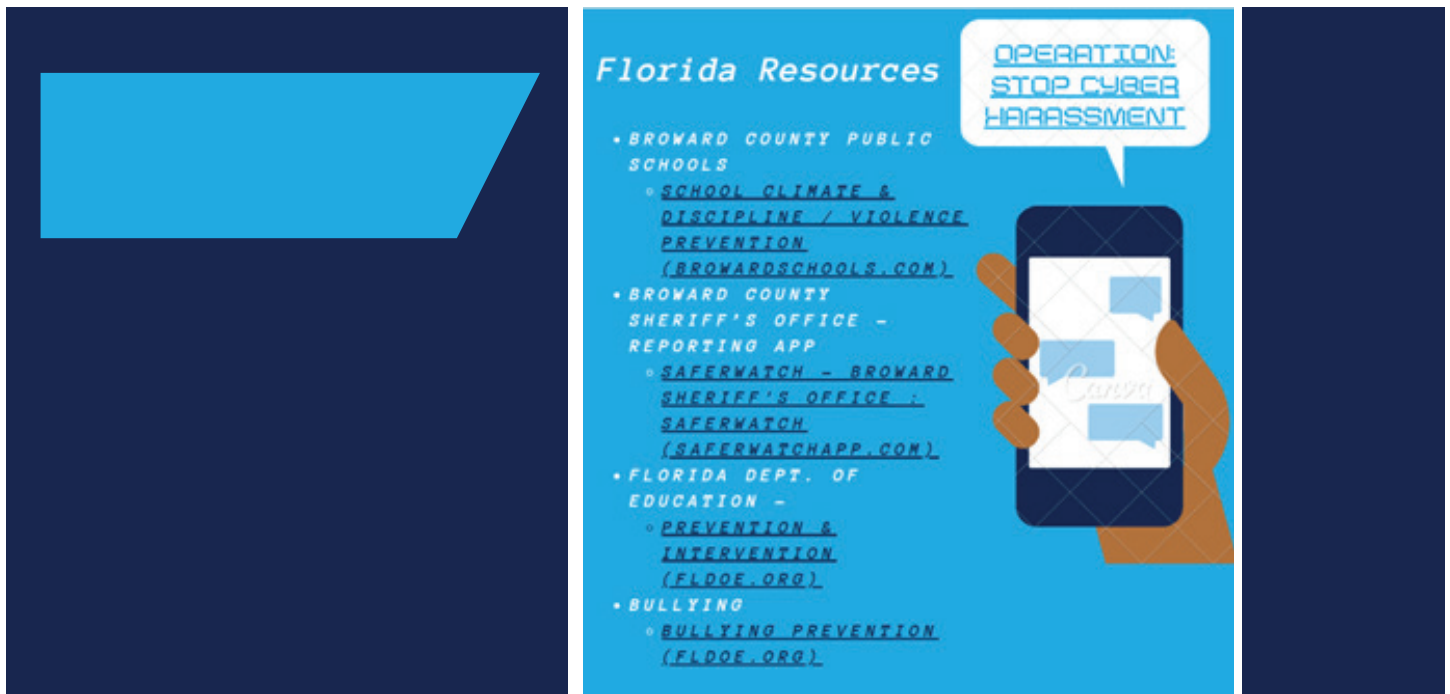 Florida Resources
OPERATION:
STOP CYBER
HARASSMENT
• BROWARD COUNTY PUBLIC
SCHOOLS
◦ SCHOOL CLIMATE &
DISCIPLINE / VIOLENCE
PREVENTION
(BROWARDSCHOOLS.COM)
• BROWARD COUNTY
SHERIFF'S OFFICE -
REPORTING APP
◦ SAFERWATCH - BROWARD
SHERIFF'S OFFICE :
SAFERWATCH
(SAFERWATCHAPP.COM)
• FLORIDA DEPT. OF
EDUCATION -
◦ PREVENTION &
INTERVENTION
(FLDOE.ORG)
• BULLYING
◦ BULLYING PREVENTION
(FLDOE.ORG)
Canva